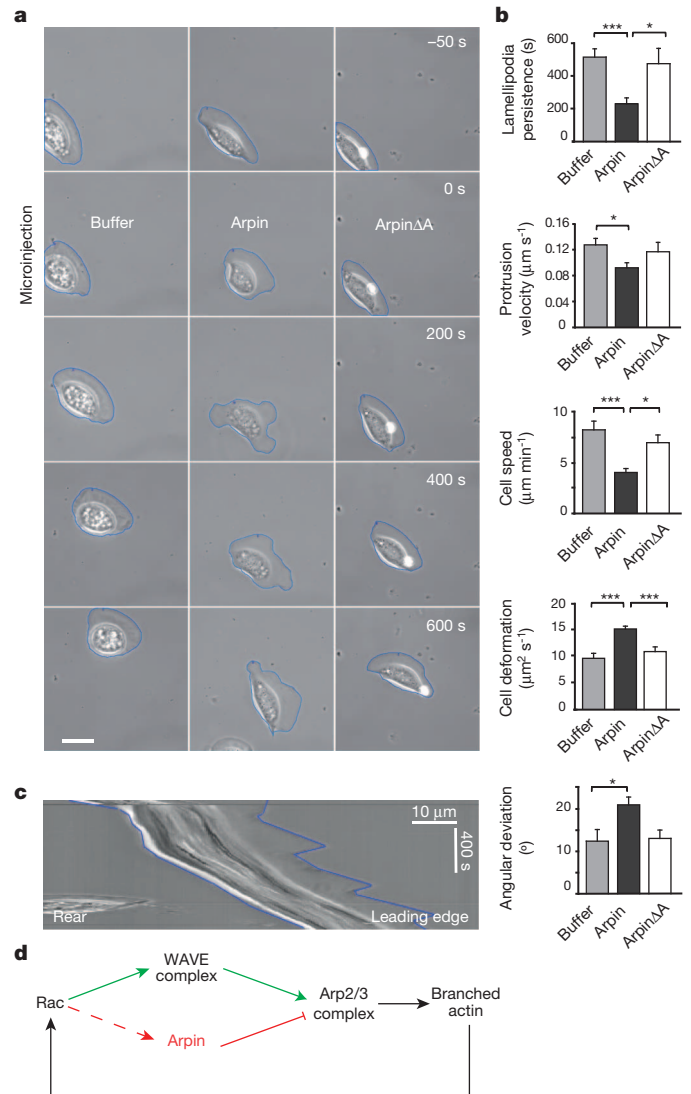 a
−50 s
0 s
Buffer
Arpin
ArpinΔA
Microinjection
200 s
400 s
600 s
b
Lamellipodia
persistence (s)
600
400
200
0
***
*
Buffer
Arpin
ArpinΔA
Protrusion
velocity (μm s-1)
0.16
0.12
0.08
0.04
*
Buffer
Arpin
ArpinΔA
Cell speed
(μm min-1)
10
5
0
***
*
Buffer
Arpin
ArpinΔA
Cell deformation
(μm2 s-1)
20
15
10
5
0
***
***
Buffer
Arpin
ArpinΔA
Angular deviation
(o)
20
10
0
*
Buffer
Arpin
ArpinΔA
c
10 μm
400 s
Rear
Leading edge
d
WAVE
complex
Rac
Arp2/3
complex
Branched
actin
Arpin